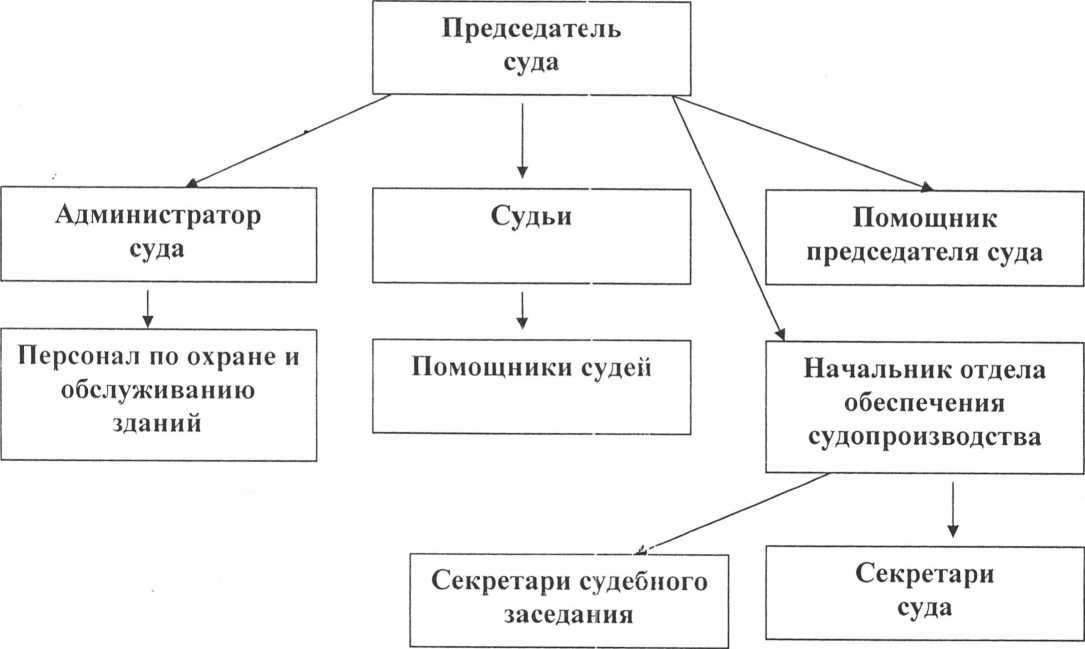 Председатель
суда
Администратор
суда
Судьи
Помощник
председателя суда
Персонал по охране и
обслуживанию
зданий
Помощники судей
Начальник отдела
обеспечения
судопроизводства
Секретари судебного
заседания
Секретари
суда